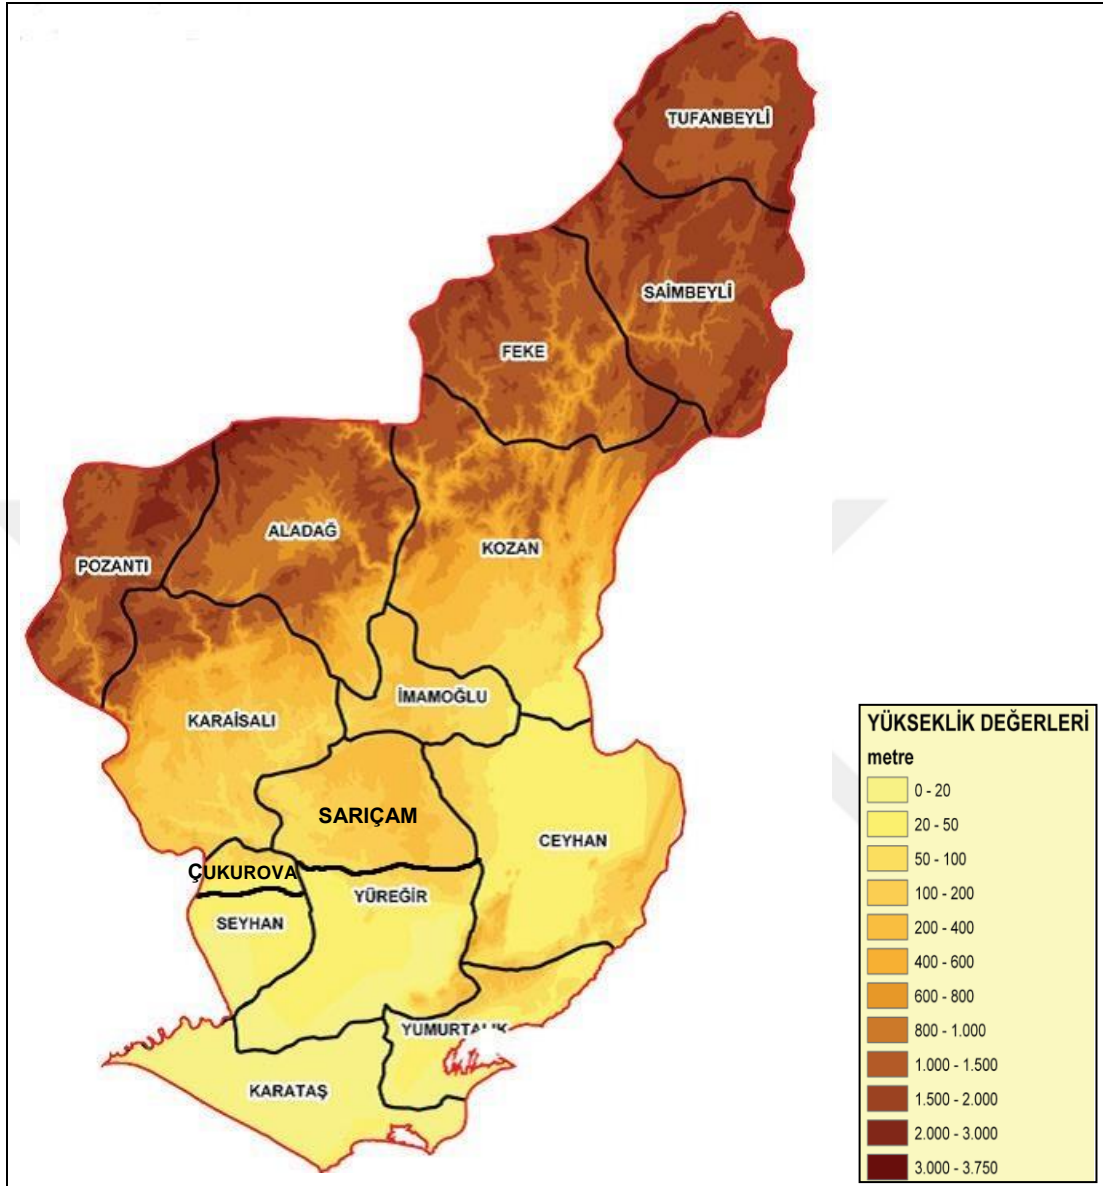 TUFANBEYLİ
SAİMBEYLİ
FEKE
ALADAĞ
KOZAN
POZANTI
İMAMOĞLU
KARAİSALI
SARIÇAM
CEYHAN
ÇUKUROVA
YÜREĞİR
SEYHAN
YUMURTALIK
KARATAŞ
YÜKSEKLİK DEĞERLERİ
metre
0 - 20
20 - 50
50 - 100
100 - 200
200 - 400
400 - 600
600 - 800
800 - 1.000
1.000 - 1.500
1.500 - 2.000
2.000 - 3.000
3.000 - 3.750